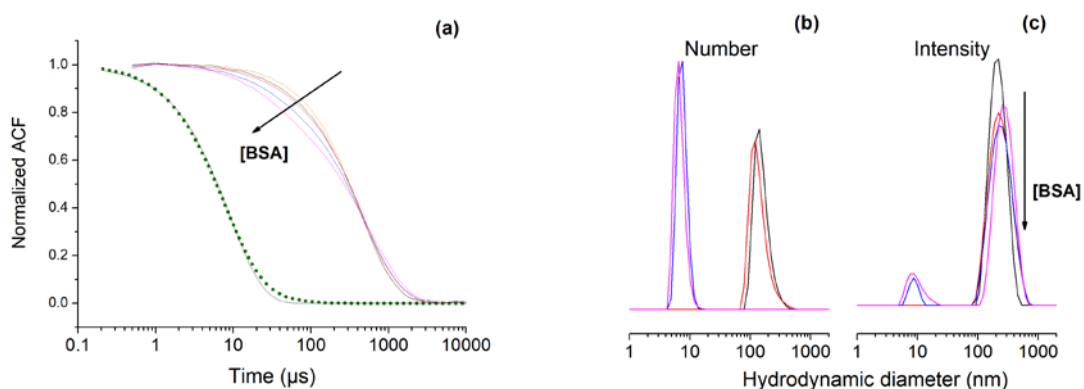 (a)
Normalized ACF
1.0
0.8
0.6
0.4
0.2
0.0
[BSA]
0.1 1 10 100 1000 10000
Time (μs)
(b)
Number
1 10 100 1000
(c)
Intensity
[BSA]
1 10 100 1000
Hydrodynamic diameter (nm)